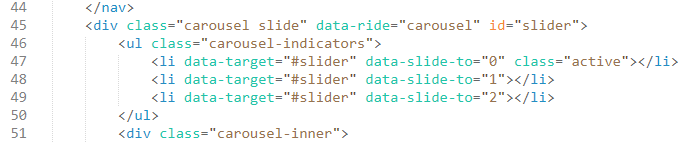 44 </nav>
45 <div class="carousel slide" data-ride="carousel" id="slider">
46 <ul class="carousel-indicators">
47 <li data-target="#slider" data-slide-to="0" class="active"></li>
48 <li data-target="#slider" data-slide-to="1"></li>
49 <li data-target="#slider" data-slide-to="2"></li>
50 </ul>
51 <div class="carousel-inner">